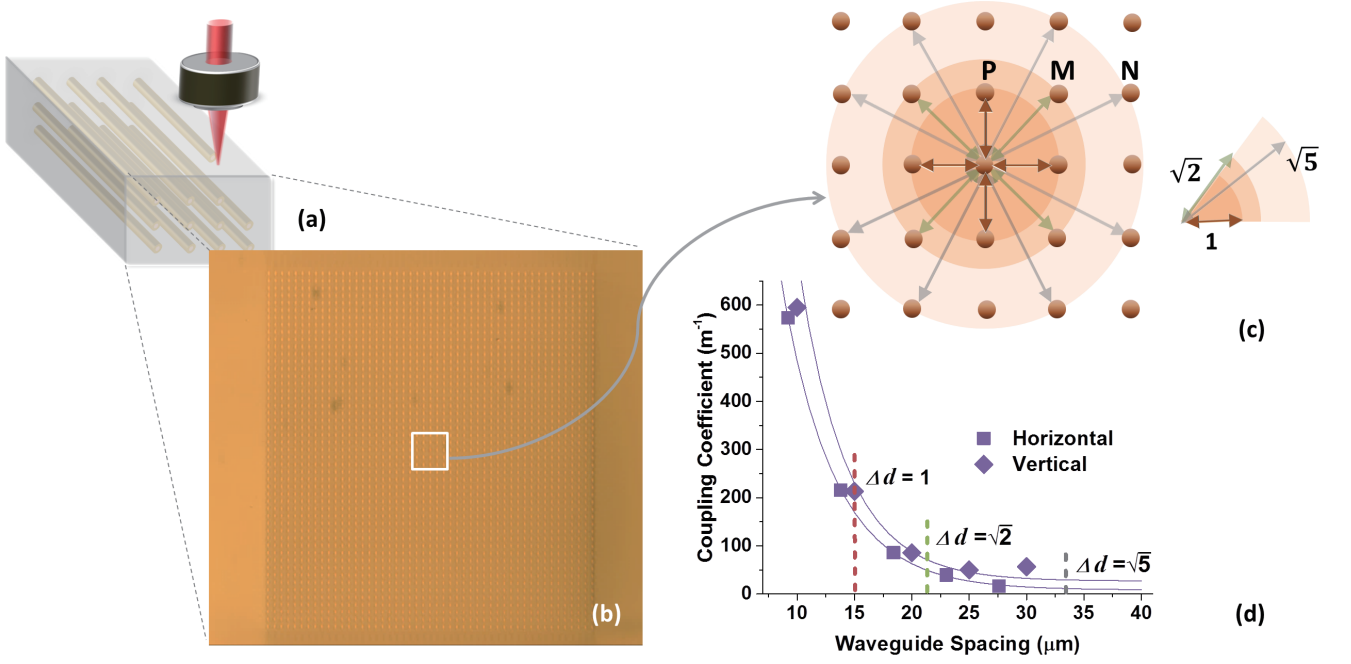 (a)
(b)
P M N
√2
√5
1
(c)
Coupling Coefficient (m⁻¹)
600
500
400
300
200
100
0
Horizontal
Vertical
Δd = 1
Δd =√2
Δd =√5
10 15 20 25 30 35 40
Waveguide Spacing (μm)
(d)